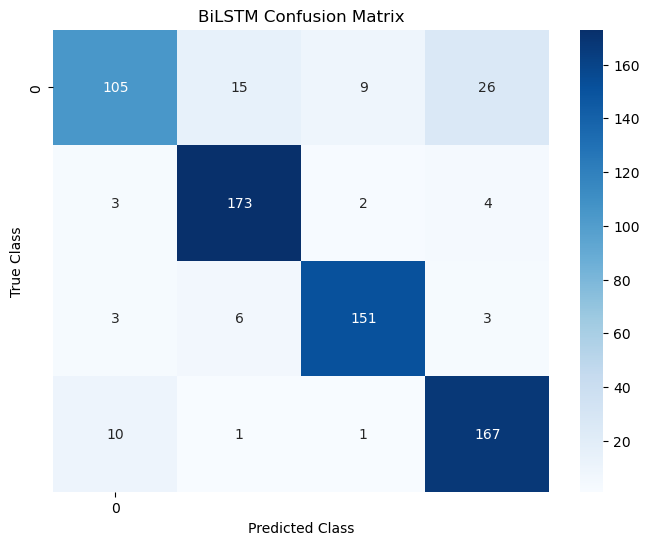 BiLSTM Confusion Matrix
0
105 15 9 26
3 173 2 4
3 6 151 3
10 1 1 167
True Class
0
Predicted Class
160
140
120
100
80
60
40
20